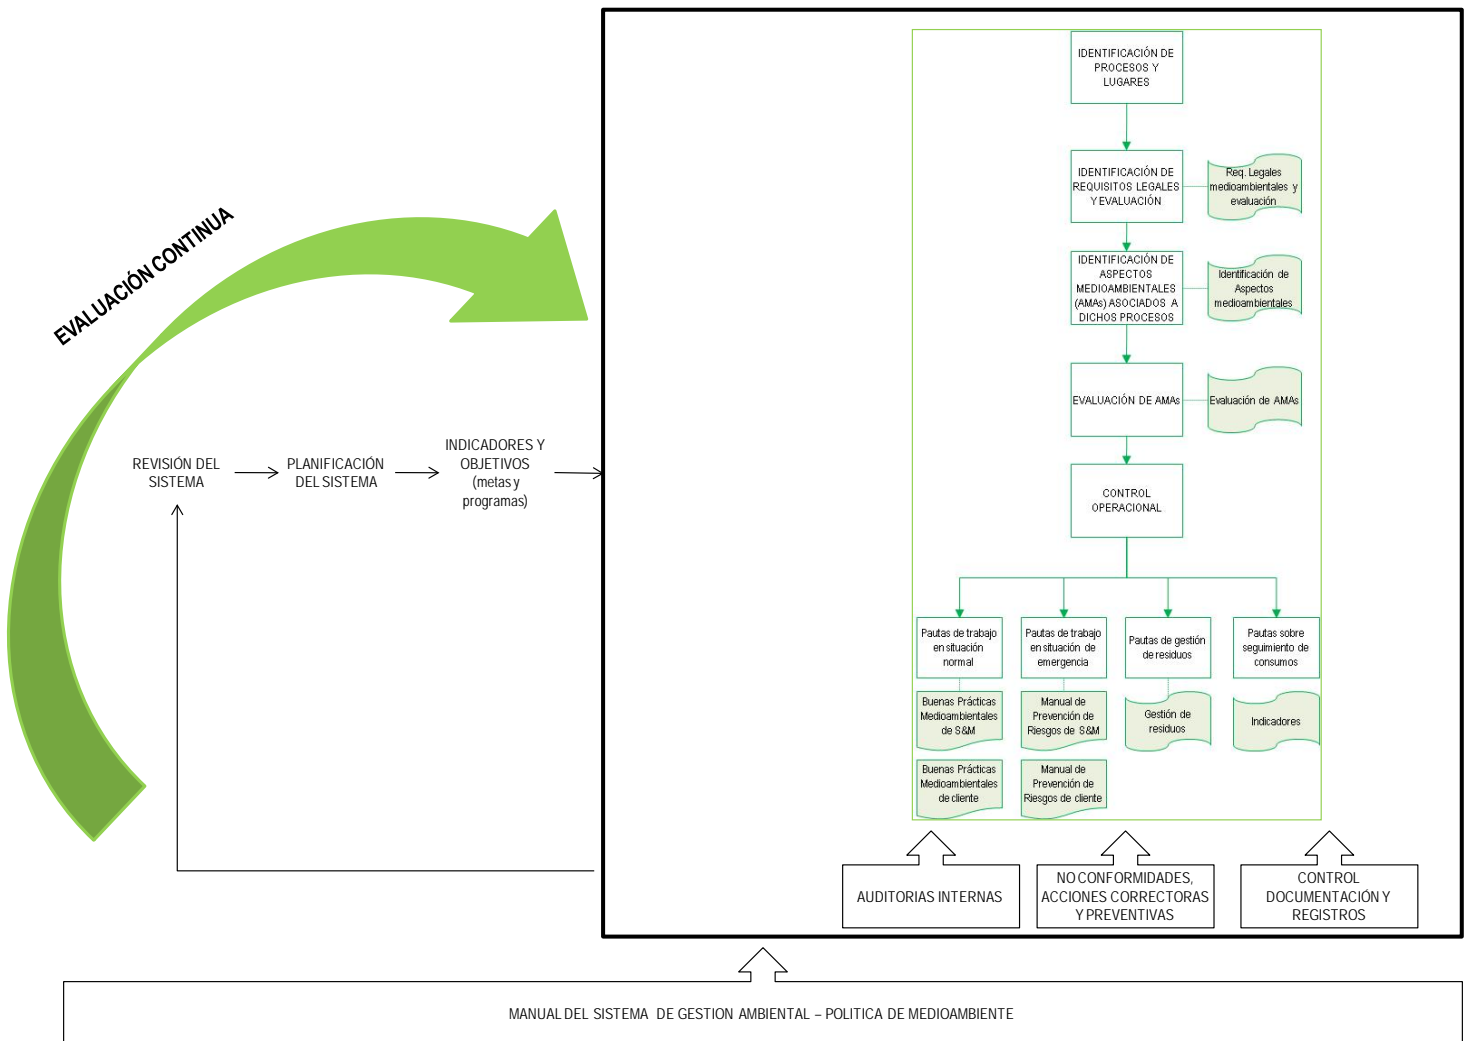 EVALUACIÓN CONTINUA
REVISIÓN DEL
SISTEMA
PLANIFICACIÓN
DEL SISTEMA
INDICADORES Y
OBJETIVOS
(metas y
programas)
IDENTIFICACIÓN DE
PROCESOS Y
LUGARES
IDENTIFICACIÓN DE
REQUISITOS LEGALES
Y EVALUACIÓN
Req. Legales
medioambientales y
evaluación
IDENTIFICACIÓN DE
ASPECTOS
MEDIOAMBIENTALES
(AMAs) ASOCIADOS A
DICHOS PROCESOS
Identificación de
Aspectos
medioambientales
EVALUACIÓN DE AMAs
Evaluación de AMAs
CONTROL
OPERACIONAL
Pautas de trabajo
en situación
normal
Pautas de trabajo
en situación de
emergencia
Pautas de gestión
de residuos
Pautas sobre
seguimiento de
consumos
Buenas Prácticas
Medioambientales
de S&M
Manual de
Prevención de
Riesgos de S&M
Gestión de
residuos
Indicadores
Buenas Prácticas
Medioambientales
de cliente
Manual de
Prevención de
Riesgos de cliente
AUDITORIAS INTERNAS
NO CONFORMIDADES,
ACCIONES CORRECTORAS
Y PREVENTIVAS
CONTROL
DOCUMENTACIÓN Y
REGISTROS
MANUAL DEL SISTEMA DE GESTION AMBIENTAL – POLITICA DE MEDIOAMBIENTE